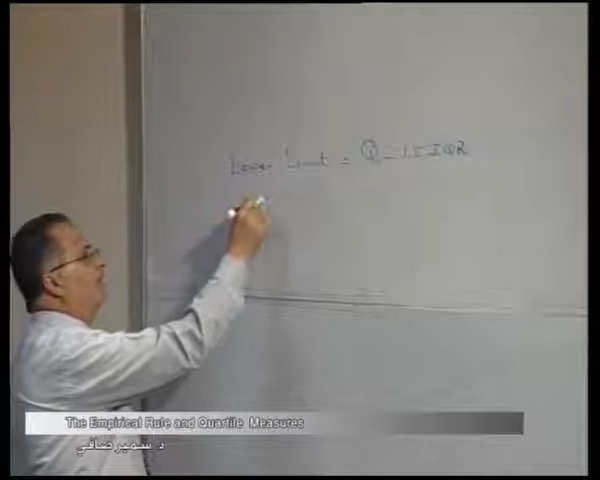 Lower Limit = Q1 - 1.5 IQR
The Empirical Rule and Quartile Measures
د. سمير صافي